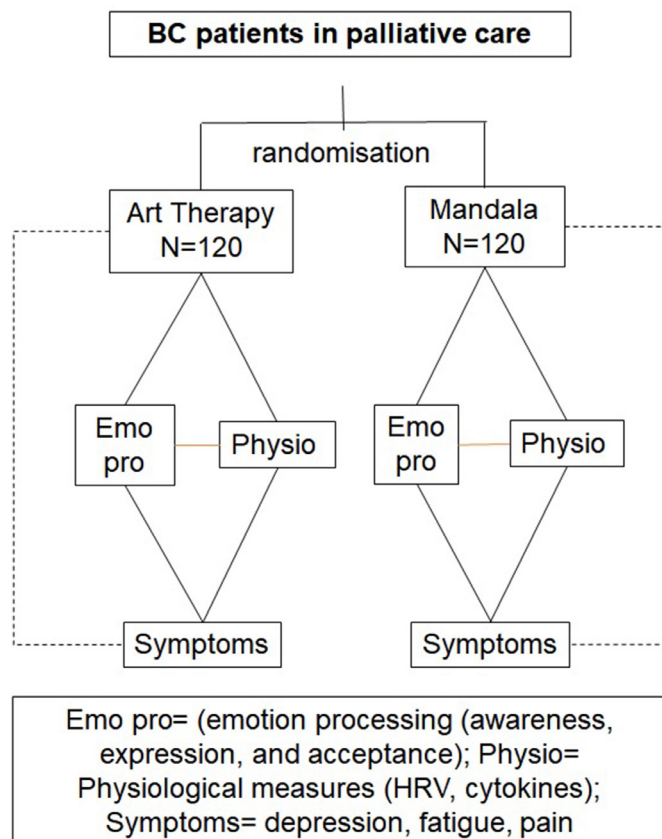 BC patients in palliative care
randomisation
Art Therapy
N=120
Mandala
N=120
Emo
pro
Physio
Emo
pro
Physio
Symptoms
Symptoms
Emo pro= (emotion processing (awareness,
expression, and acceptance); Physio=
Physiological measures (HRV, cytokines);
Symptoms= depression, fatigue, pain